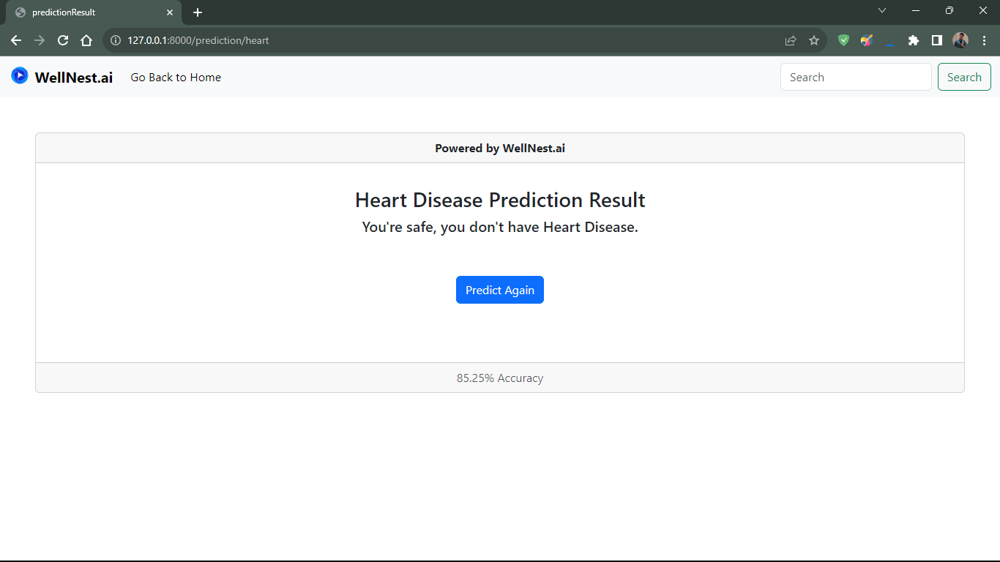 predictionResult
127.0.0.1:8000/prediction/heart
WellNest.ai Go Back to Home Search Search
Powered by WellNest.ai
Heart Disease Prediction Result
You're safe, you don't have Heart Disease.
Predict Again
85.25% Accuracy